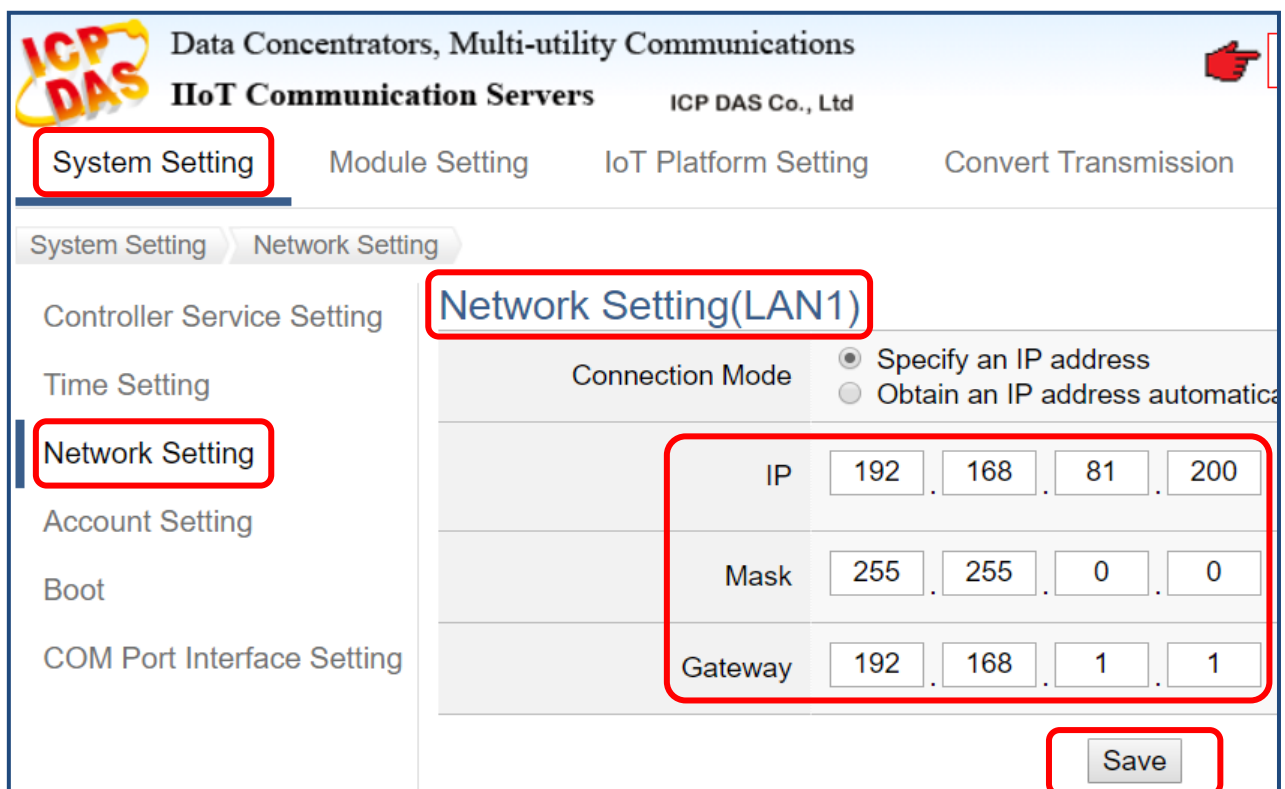 ICP
DAS
Data Concentrators, Multi-utility Communications
IIoT Communication Servers ICP DAS Co., Ltd
System Setting Module Setting IoT Platform Setting Convert Transmission
System Setting Network Setting
Controller Service Setting
Time Setting
Network Setting
Account Setting
Boot
COM Port Interface Setting
Network Setting(LAN1)
Connection Mode Specify an IP address
Obtain an IP address automatica
IP 192 . 168 . 81 . 200
Mask 255 . 255 . 0 . 0
Gateway 192 . 168 . 1 . 1
Save